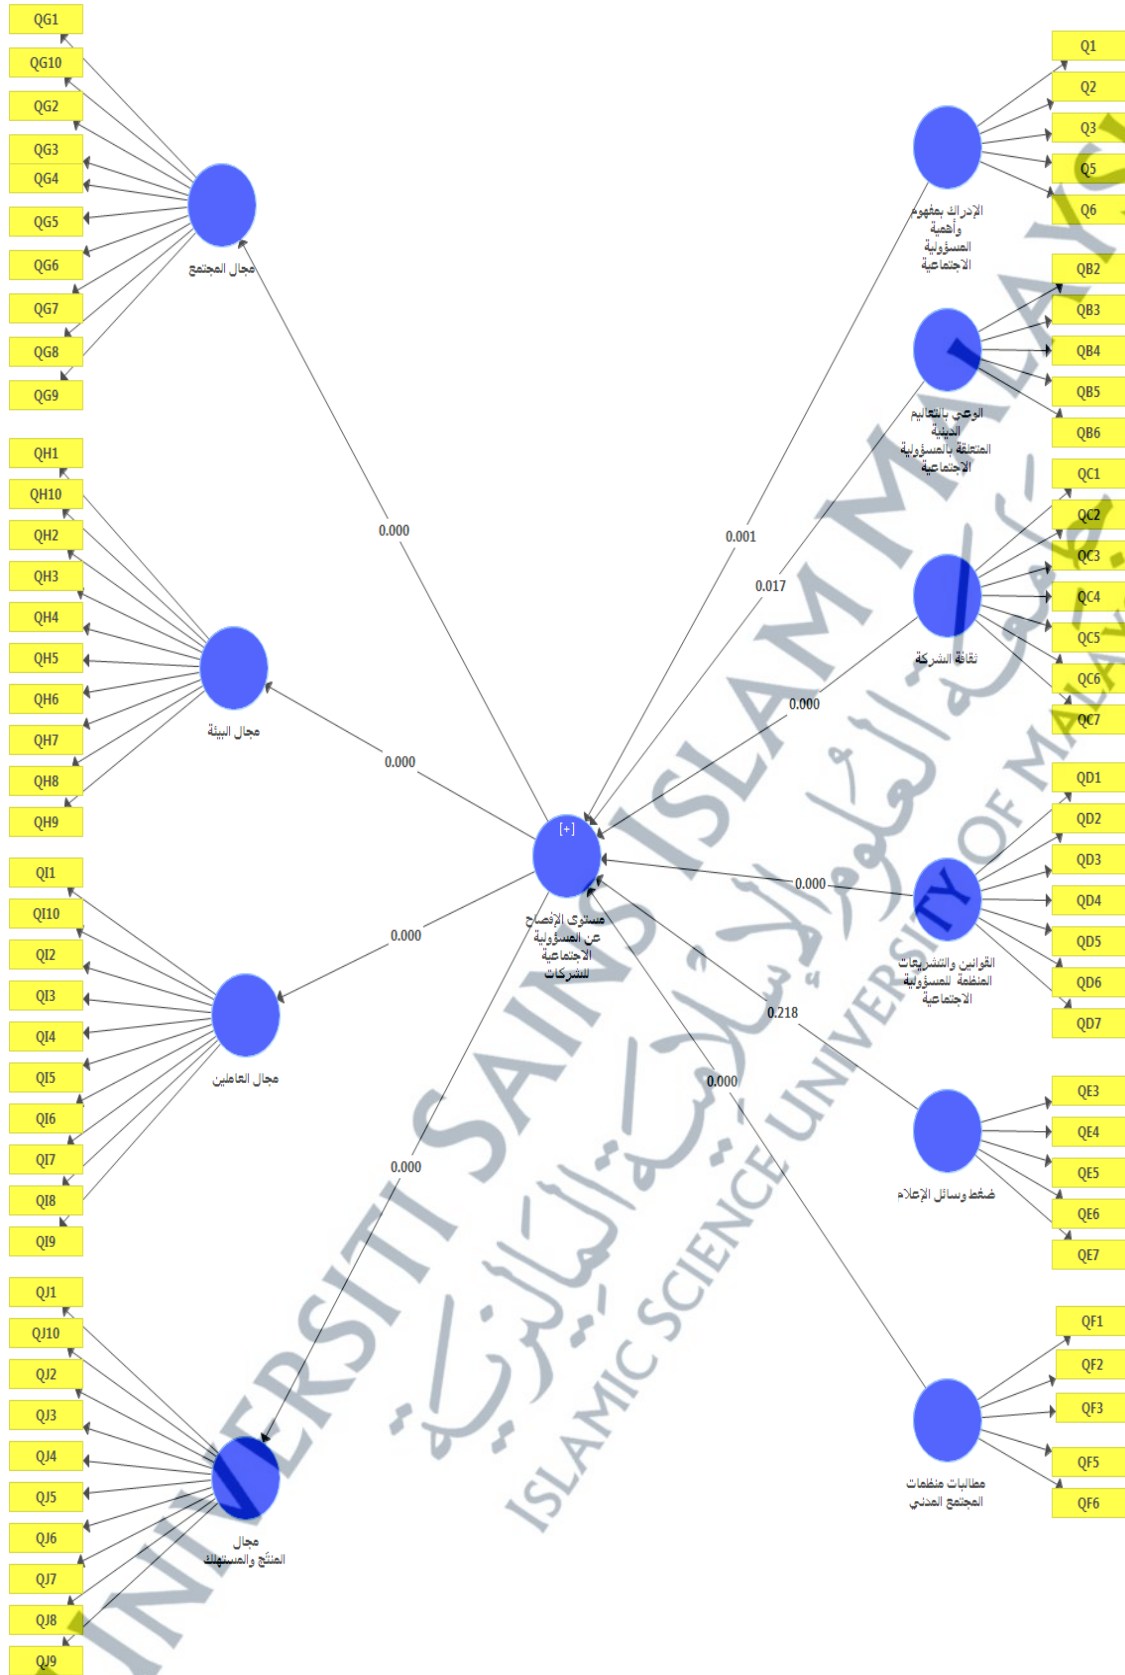 QG1
QG10
QG2
QG3
QG4
QG5
QG6
QG7
QG8
QG9
مجال المجتمع
QH1
QH10
QH2
QH3
QH4
QH5
QH6
QH7
QH8
QH9
مجال البيئة
QI1
QI10
QI2
QI3
QI4
QI5
QI6
QI7
QI8
QI9
مجال العاملين
QJ1
QJ10
QJ2
QJ3
QJ4
QJ5
QJ6
QJ7
QJ8
QJ9
مجال
المنتج والمستهلك
0.000
0.000
0.000
0.000
[+]
مستوى الإفصاح
عن المسؤولية
الاجتماعية
للشركات
0.001
0.017
0.000
0.000
0.218
0.000
الإدراك بمفهوم
وأهمية
المسؤولية
الاجتماعية
Q1
Q2
Q3
Q5
Q6
الوعي بالتعاليم
الدينية
المتعلقة بالمسؤولية
الاجتماعية
QB2
QB3
QB4
QB5
QB6
ثقافة الشركة
QC1
QC2
QC3
QC4
QC5
QC6
QC7
القوانين والتشريعات
المنظمة للمسؤولية
الاجتماعية
QD1
QD2
QD3
QD4
QD5
QD6
QD7
ضغط وسائل الإعلام
QE3
QE4
QE5
QE6
QE7
مطالبات منظمات
المجتمع المدني
QF1
QF2
QF3
QF5
QF6
UNIVERSITI SAINS ISLAM MALAYSI
جامعة العلوم الإسلامية الماليزية
ISLAMIC SCIENCE UNIVERSITY OF MALAYS